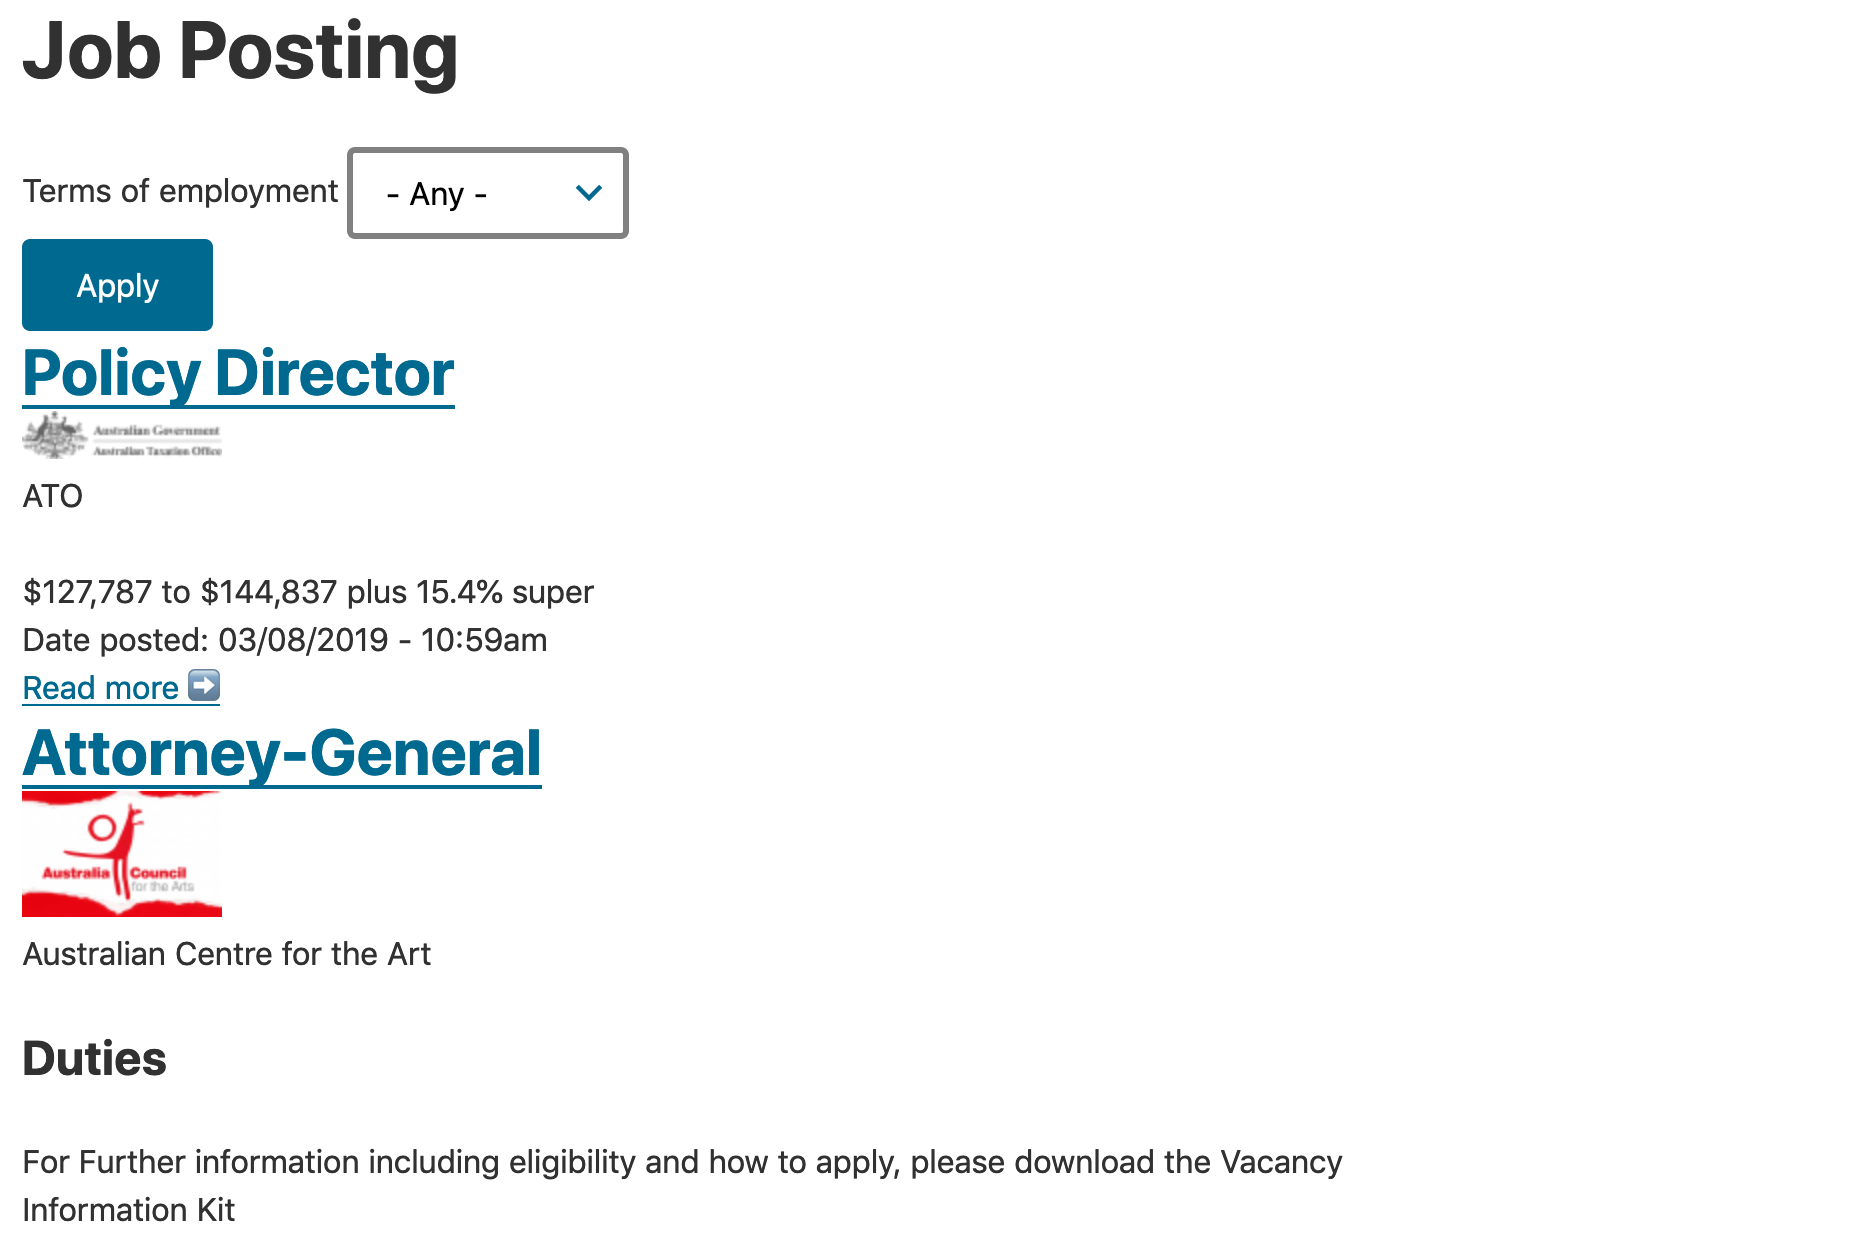 Job Posting
Terms of employment
- Any -
Apply
Policy Director
Australian Government
Australian Taxation Office
ATO
$127,787 to $144,837 plus 15.4% super
Date posted: 03/08/2019 - 10:59am
Read more ➡️
Attorney-General
Australia Council
for the Arts
Australian Centre for the Art
Duties
For Further information including eligibility and how to apply, please download the Vacancy
Information Kit